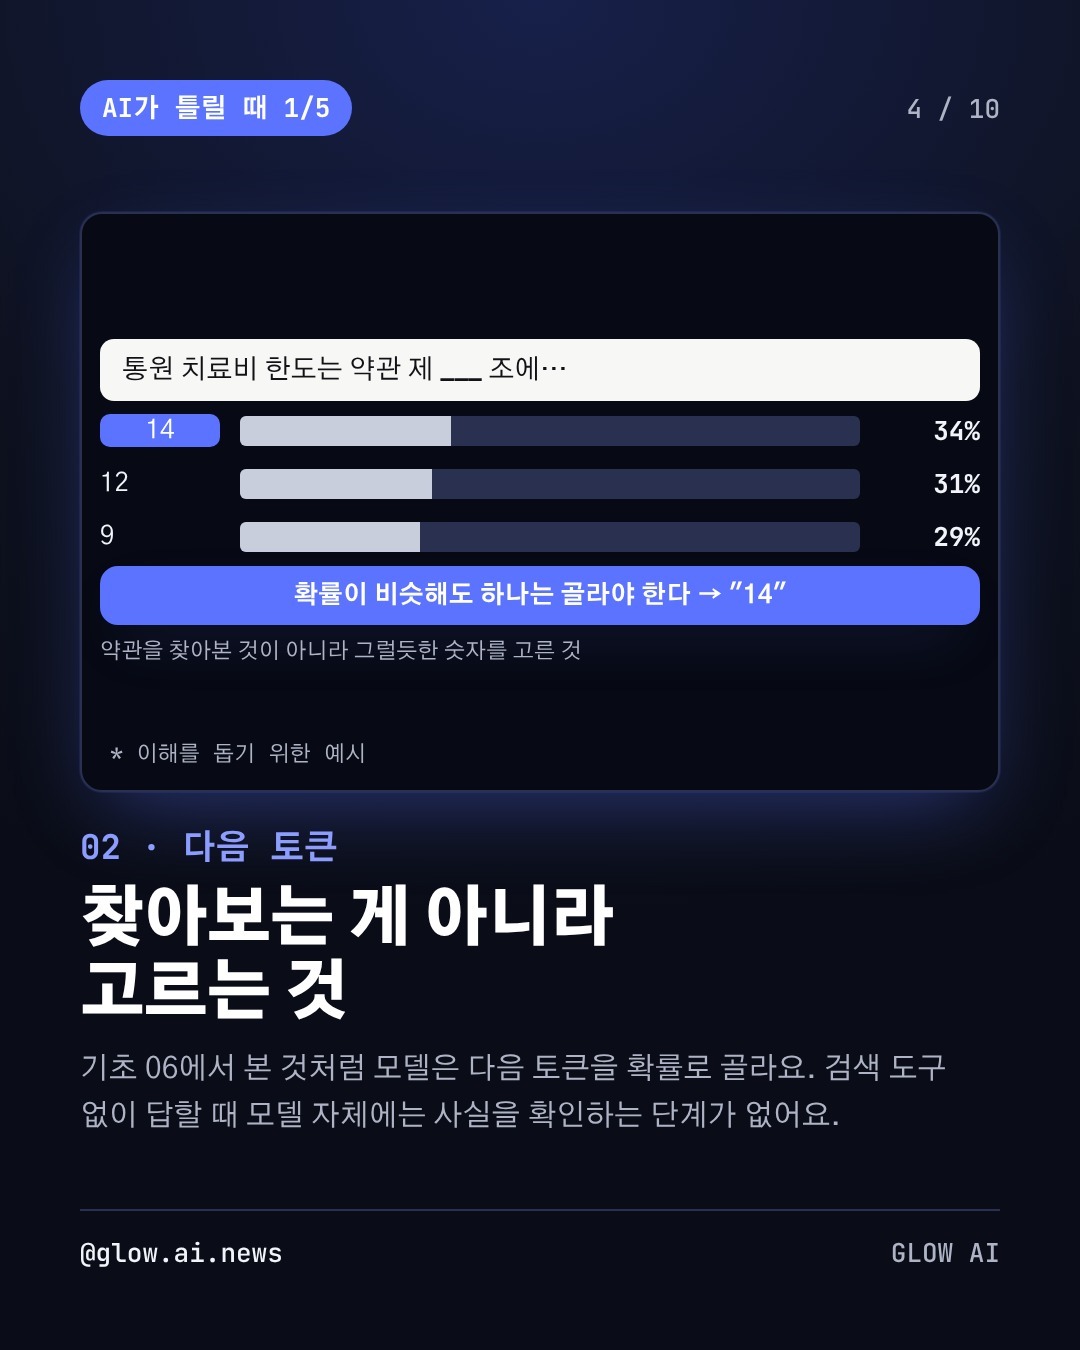 AI가 틀릴 때 1/5
4 / 10
통원 치료비 한도는 약관 제 ___ 조에…
14 34%
12 31%
9 29%
확률이 비슷해도 하나는 골라야 한다 → "14"
약관을 찾아본 것이 아니라 그럴듯한 숫자를 고른 것
* 이해를 돕기 위한 예시
02 · 다음 토큰
찾아보는 게 아니라
고르는 것
기초 06에서 본 것처럼 모델은 다음 토큰을 확률로 골라요. 검색 도구
없이 답할 때 모델 자체에는 사실을 확인하는 단계가 없어요.
@glow.ai.news
GLOW AI